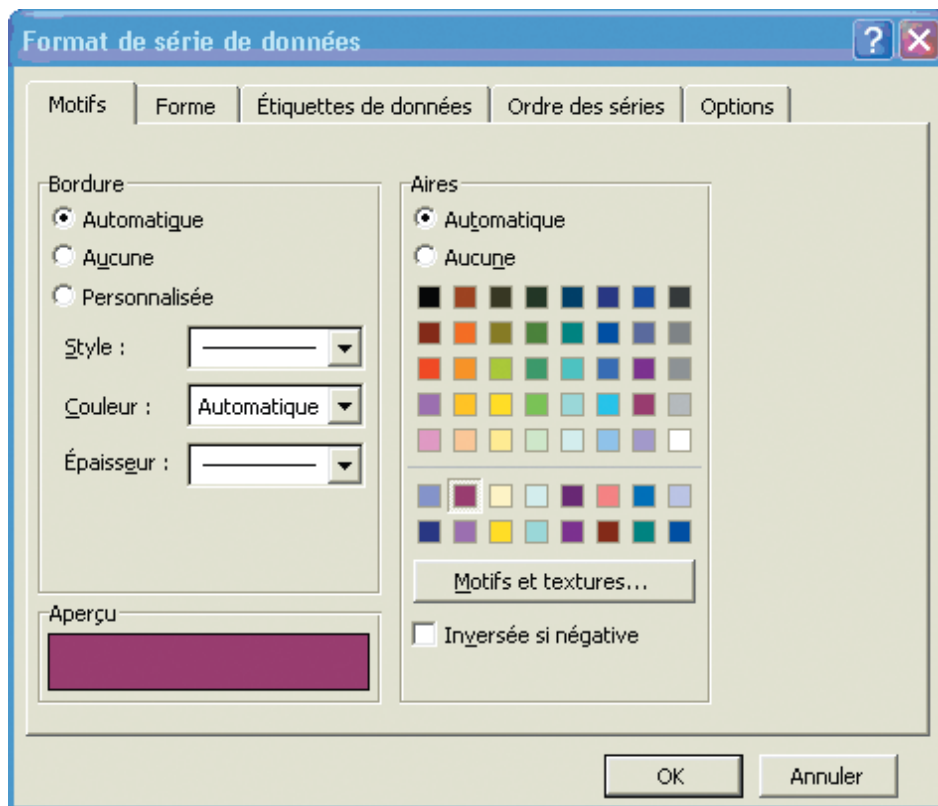 Format de série de données
?
Motifs
Forme
Étiquettes de données
Ordre des séries
Options
Bordure
Automatique
Aucune
Personnalisée
Style :
Couleur :
Automatique
Épaisseur :
Aires
Automatique
Aucune
Motifs et textures...
Inversée si négative
Aperçu
OK
Annuler